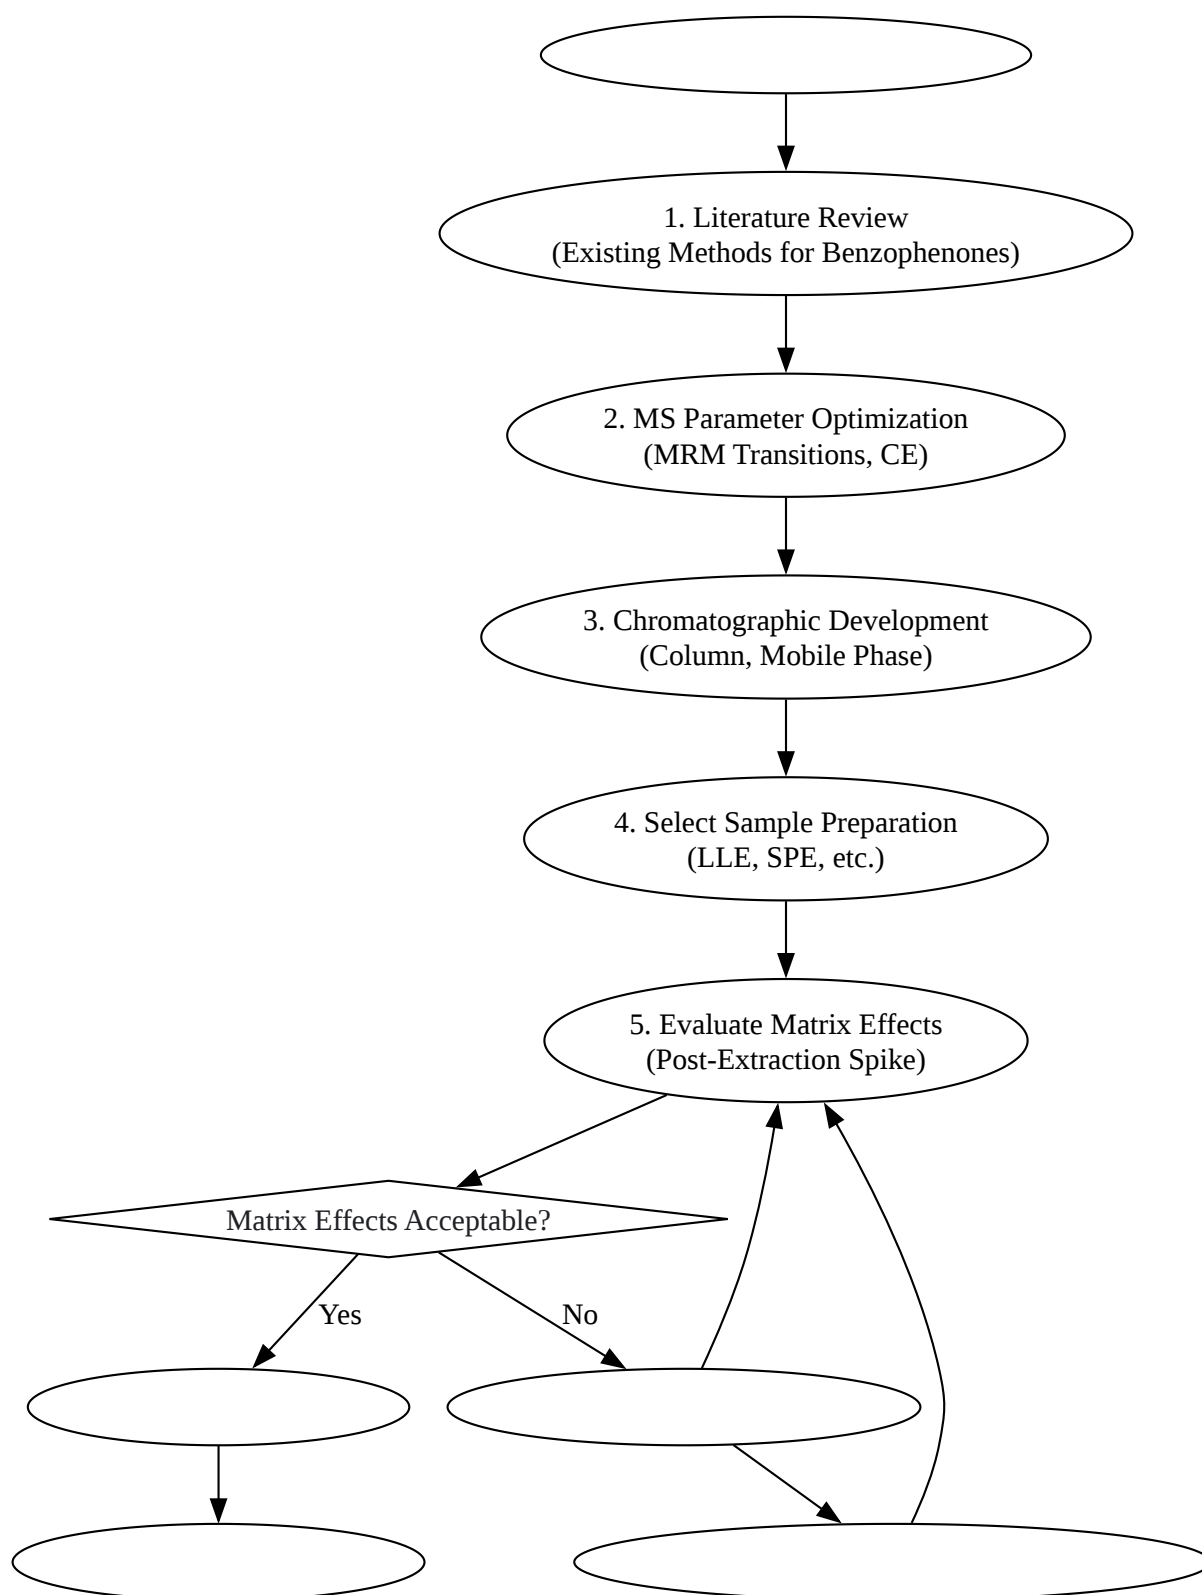 1. Literature Review
(Existing Methods for Benzophenones)
2. MS Parameter Optimization
(MRM Transitions, CE)
3. Chromatographic Development
(Column, Mobile Phase)
4. Select Sample Preparation
(LLE, SPE, etc.)
5. Evaluate Matrix Effects
(Post-Extraction Spike)
Matrix Effects Acceptable?
Yes
No